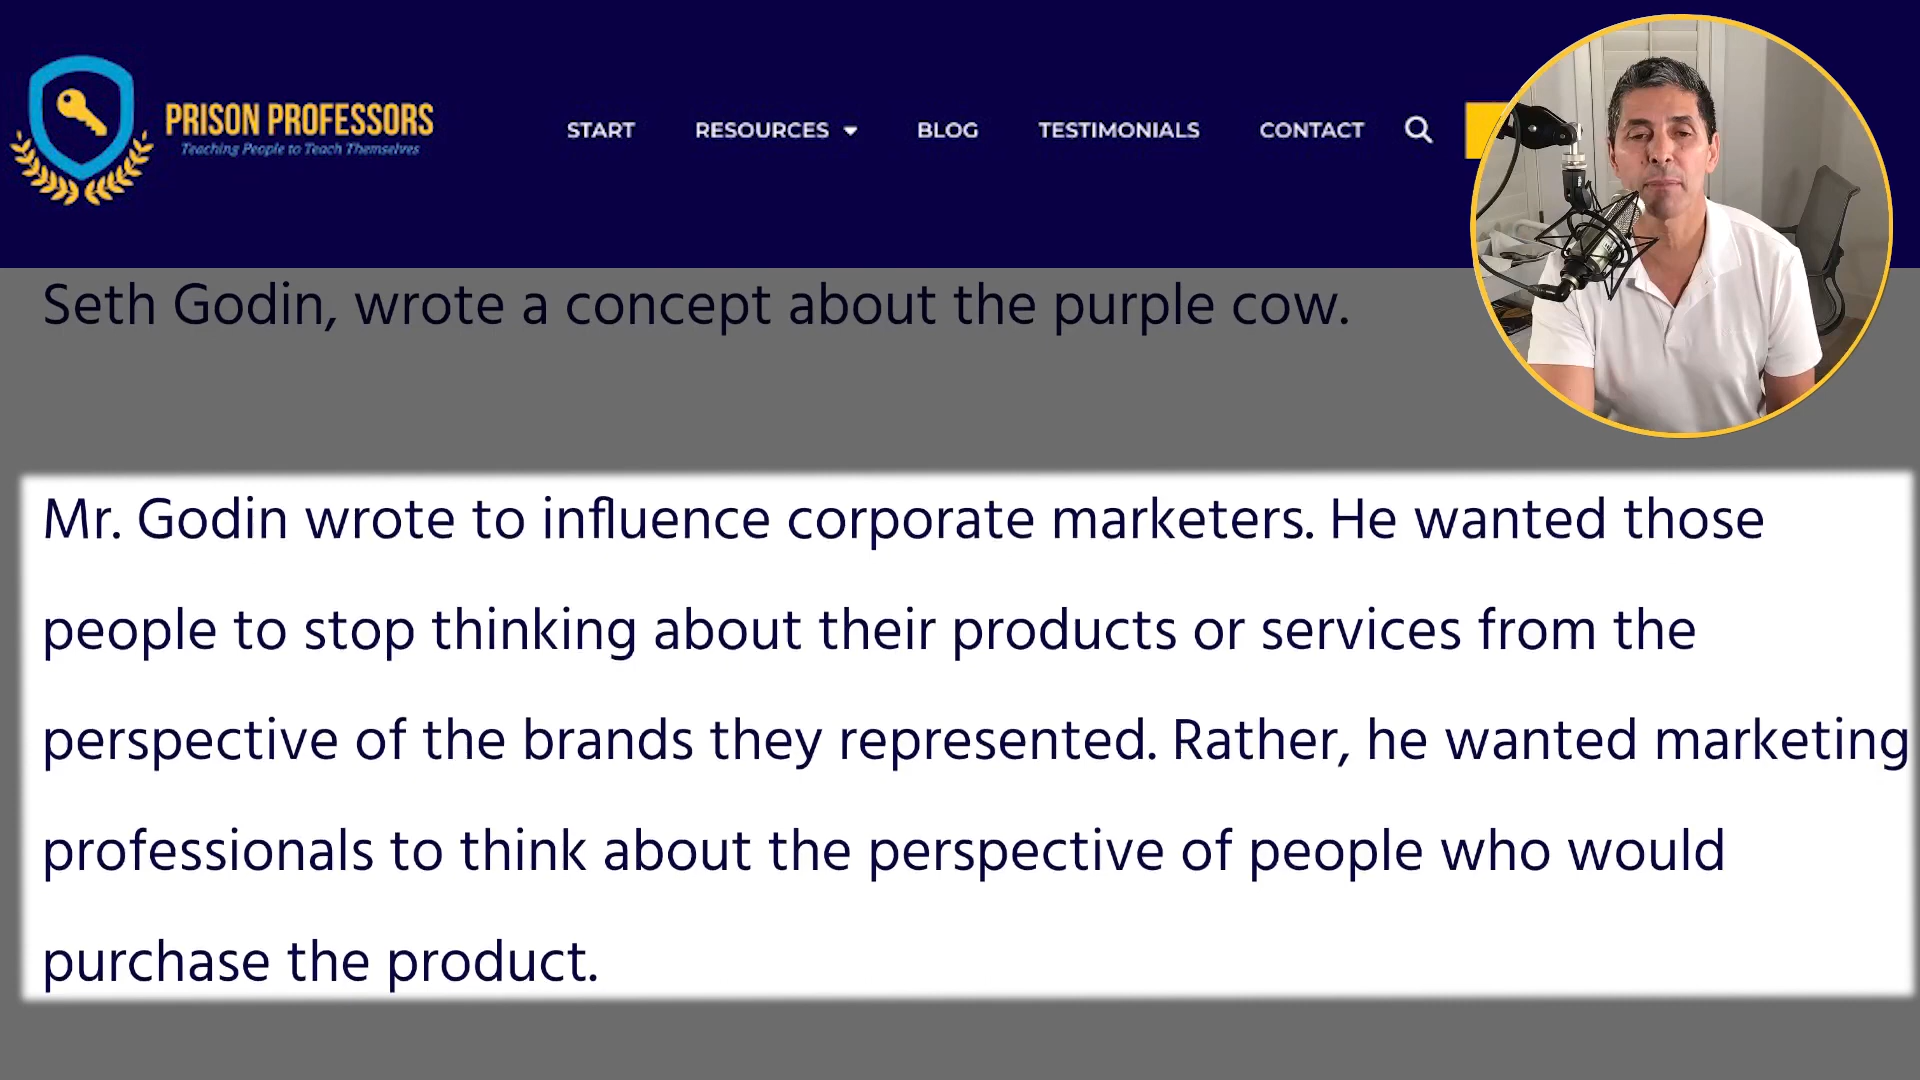 PRISON PROFESSORS
Teaching People to Teach Themselves
START
RESOURCES
BLOG
TESTIMONIALS
CONTACT
Seth Godin, wrote a concept about the purple cow.
Mr. Godin wrote to influence corporate marketers. He wanted those
people to stop thinking about their products or services from the
perspective of the brands they represented. Rather, he wanted marketing
professionals to think about the perspective of people who would
purchase the product.